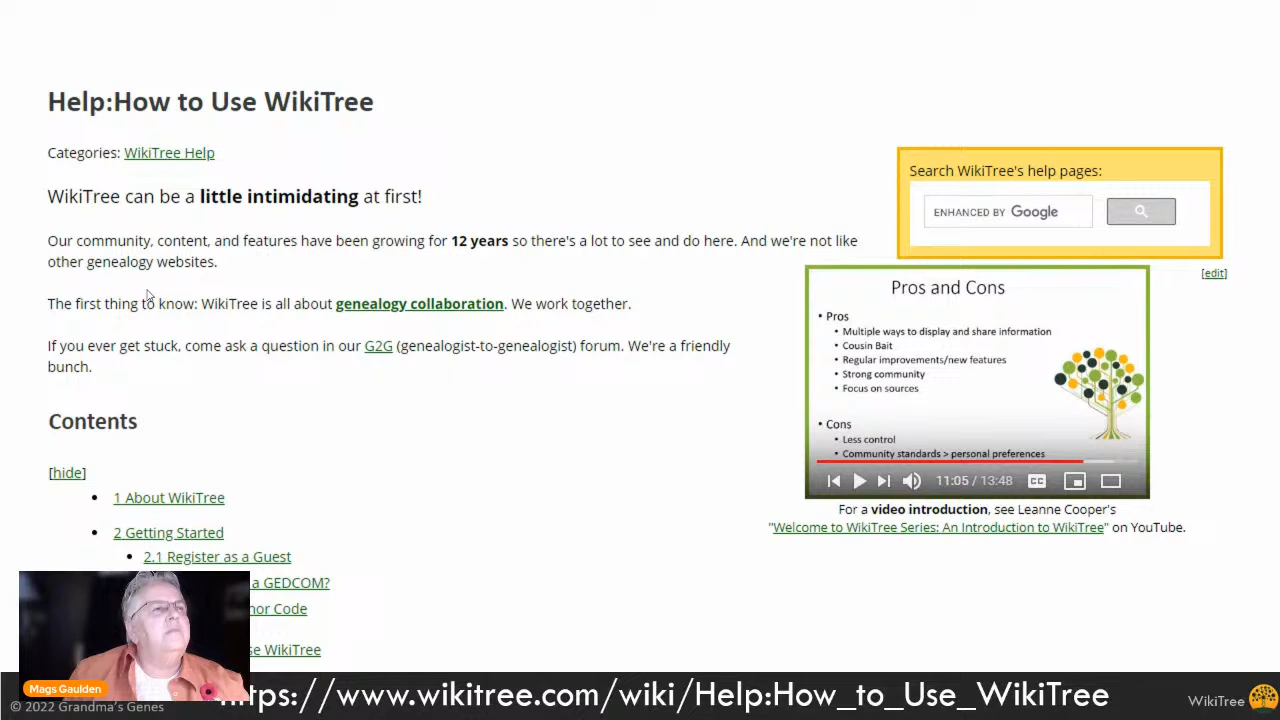 Help:How to Use WikiTree
Categories: WikiTree Help
WikiTree can be a little intimidating at first!
Our community, content, and features have been growing for 12 years so there's a lot to see and do here. And we're not like
other genealogy websites.
The first thing to know: WikiTree is all about genealogy collaboration. We work together.
If you ever get stuck, come ask a question in our G2G (genealogist-to-genealogist) forum. We're a friendly
bunch.
Contents
[hide]
• 1 About WikiTree
• 2 Getting Started
• 2.1 Register as a Guest
a GEDCOM?
nor Code
se WikiTree
Search WikiTree's help pages:
ENHANCED BY Google
[edit]
Pros and Cons
• Pros
• Multiple ways to display and share information
• Cousin Bait
• Regular improvements/new features
• Strong community
• Focus on sources
• Cons
• Less control
• Community standards > personal preferences
11:05 / 13:48
CC
For a video introduction, see Leanne Cooper's
"Welcome to WikiTree Series: An Introduction to WikiTree" on YouTube.
Mags Gaulden
© 2022 Grandma's Genes
ttps://www.wikitree.com/wiki/Help:How_to_Use_WikiTree
WikiTree